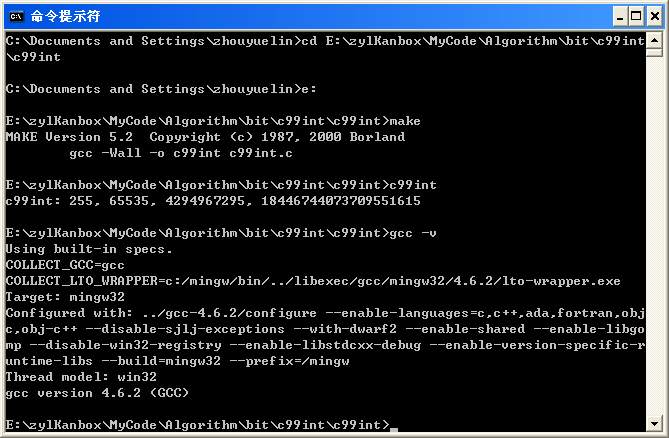 命令提示符
C:\Documents and Settings\zhouyuelin>cd E:\zylKanbox\MyCode\Algorithm\bit\c99int
\c99int
C:\Documents and Settings\zhouyuelin>e:
E:\zylKanbox\MyCode\Algorithm\bit\c99int\c99int>make
MAKE Version 5.2  Copyright (c) 1987, 2000 Borland
        gcc -Wall -o c99int c99int.c
E:\zylKanbox\MyCode\Algorithm\bit\c99int\c99int>c99int
c99int: 255, 65535, 4294967295, 18446744073709551615
E:\zylKanbox\MyCode\Algorithm\bit\c99int\c99int>gcc -v
Using built-in specs.
COLLECT_GCC=gcc
COLLECT_LTO_WRAPPER=c:/mingw/bin/../libexec/gcc/mingw32/4.6.2/lto-wrapper.exe
Target: mingw32
Configured with: ../gcc-4.6.2/configure --enable-languages=c,c++,ada,fortran,obj
c,obj-c++ --disable-sjlj-exceptions --with-dwarf2 --enable-shared --enable-libgo
mp --disable-win32-registry --enable-libstdcxx-debug --enable-version-specific-r
untime-libs --build=mingw32 --prefix=/mingw
Thread model: win32
gcc version 4.6.2 (GCC)
E:\zylKanbox\MyCode\Algorithm\bit\c99int\c99int>